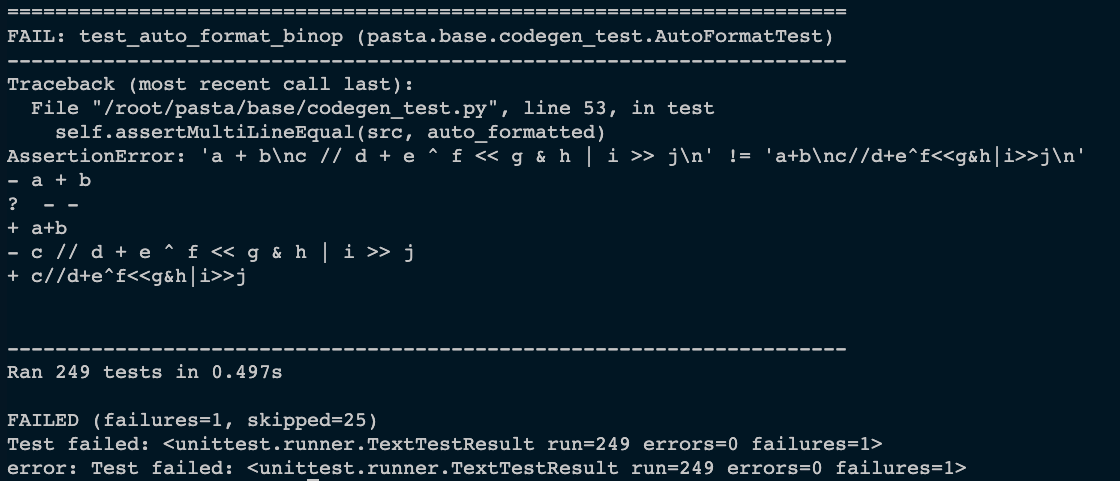 ======================================================================
FAIL: test_auto_format_binop (pasta.base.codegen_test.AutoFormatTest)
----------------------------------------------------------------------
Traceback (most recent call last):
  File "/root/pasta/base/codegen_test.py", line 53, in test
    self.assertMultiLineEqual(src, auto_formatted)
AssertionError: 'a + b\nc // d + e ^ f << g & h | i >> j\n' != 'a+b\nc//d+e^f<<g&h|i>>j\n'
- a + b
?  - -
+ a+b
- c // d + e ^ f << g & h | i >> j
+ c//d+e^f<<g&h|i>>j
----------------------------------------------------------------------
Ran 249 tests in 0.497s
FAILED (failures=1, skipped=25)
Test failed: <unittest.runner.TextTestResult run=249 errors=0 failures=1>
error: Test failed: <unittest.runner.TextTestResult run=249 errors=0 failures=1>